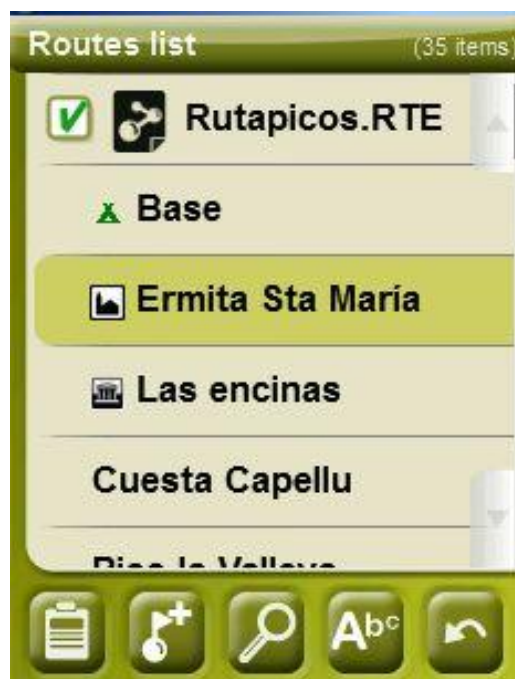 Routes list (35 items)
Rutapicos.RTE
Base
Ermita Sta María
Las encinas
Cuesta Capellu
Abc